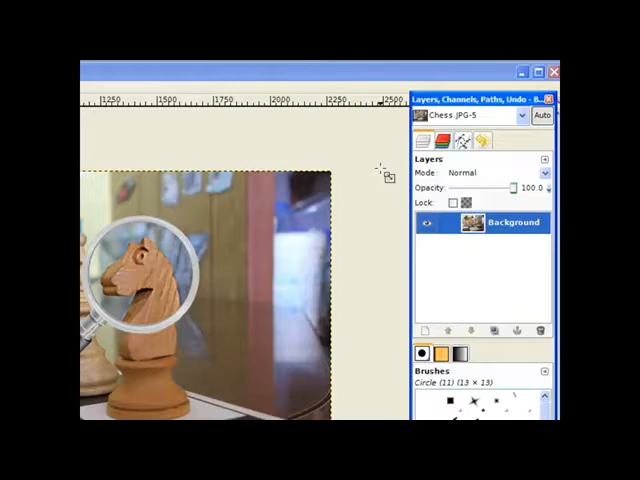 1250
1500
1750
2000
2250
2500
Layers, Channels, Paths, Undo - B...
Chess.JPG-5
Auto
Layers
Mode:
Normal
Opacity:
100.0
Lock:
Background
Brushes
Circle (11) (13 × 13)